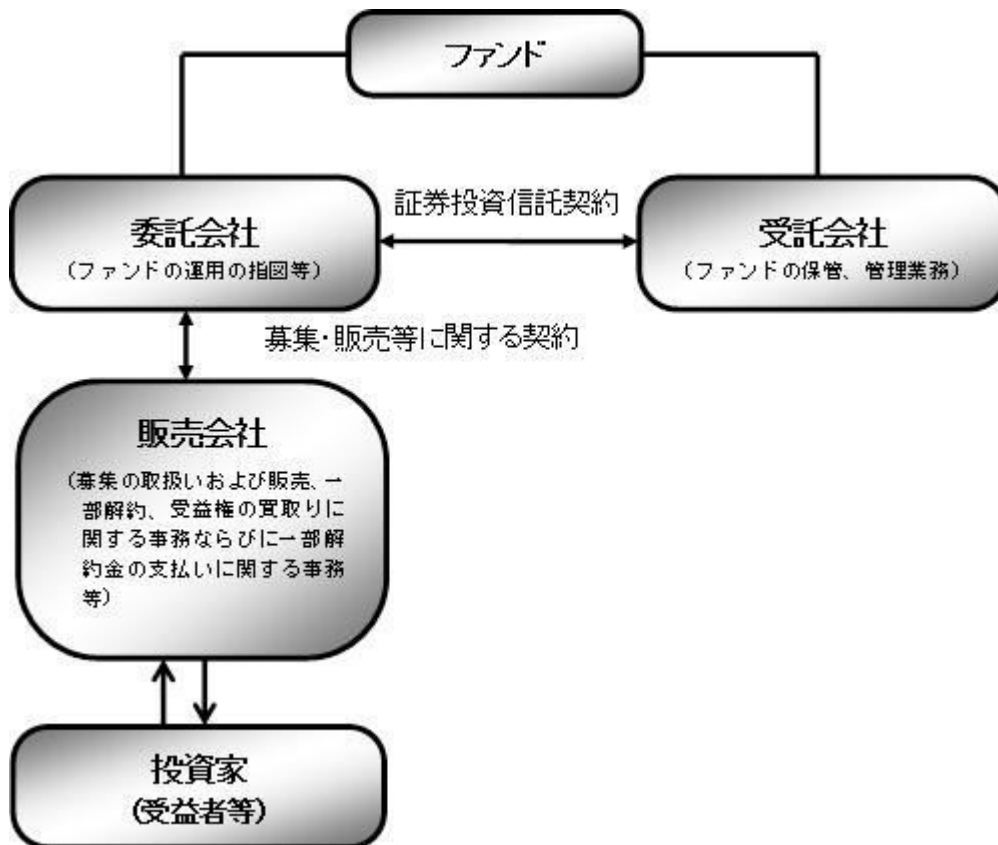 ファンド
委託会社
（ファンドの運用の指図等）
証券投資信託契約
受託会社
（ファンドの保管、管理業務）
募集・販売等に関する契約
販売会社
（募集の取扱いおよび販売、一
部解約、受益権の買取りに
関する事務ならびに一部解
約金の支払いに関する事務
等）
投資家
（受益者等）